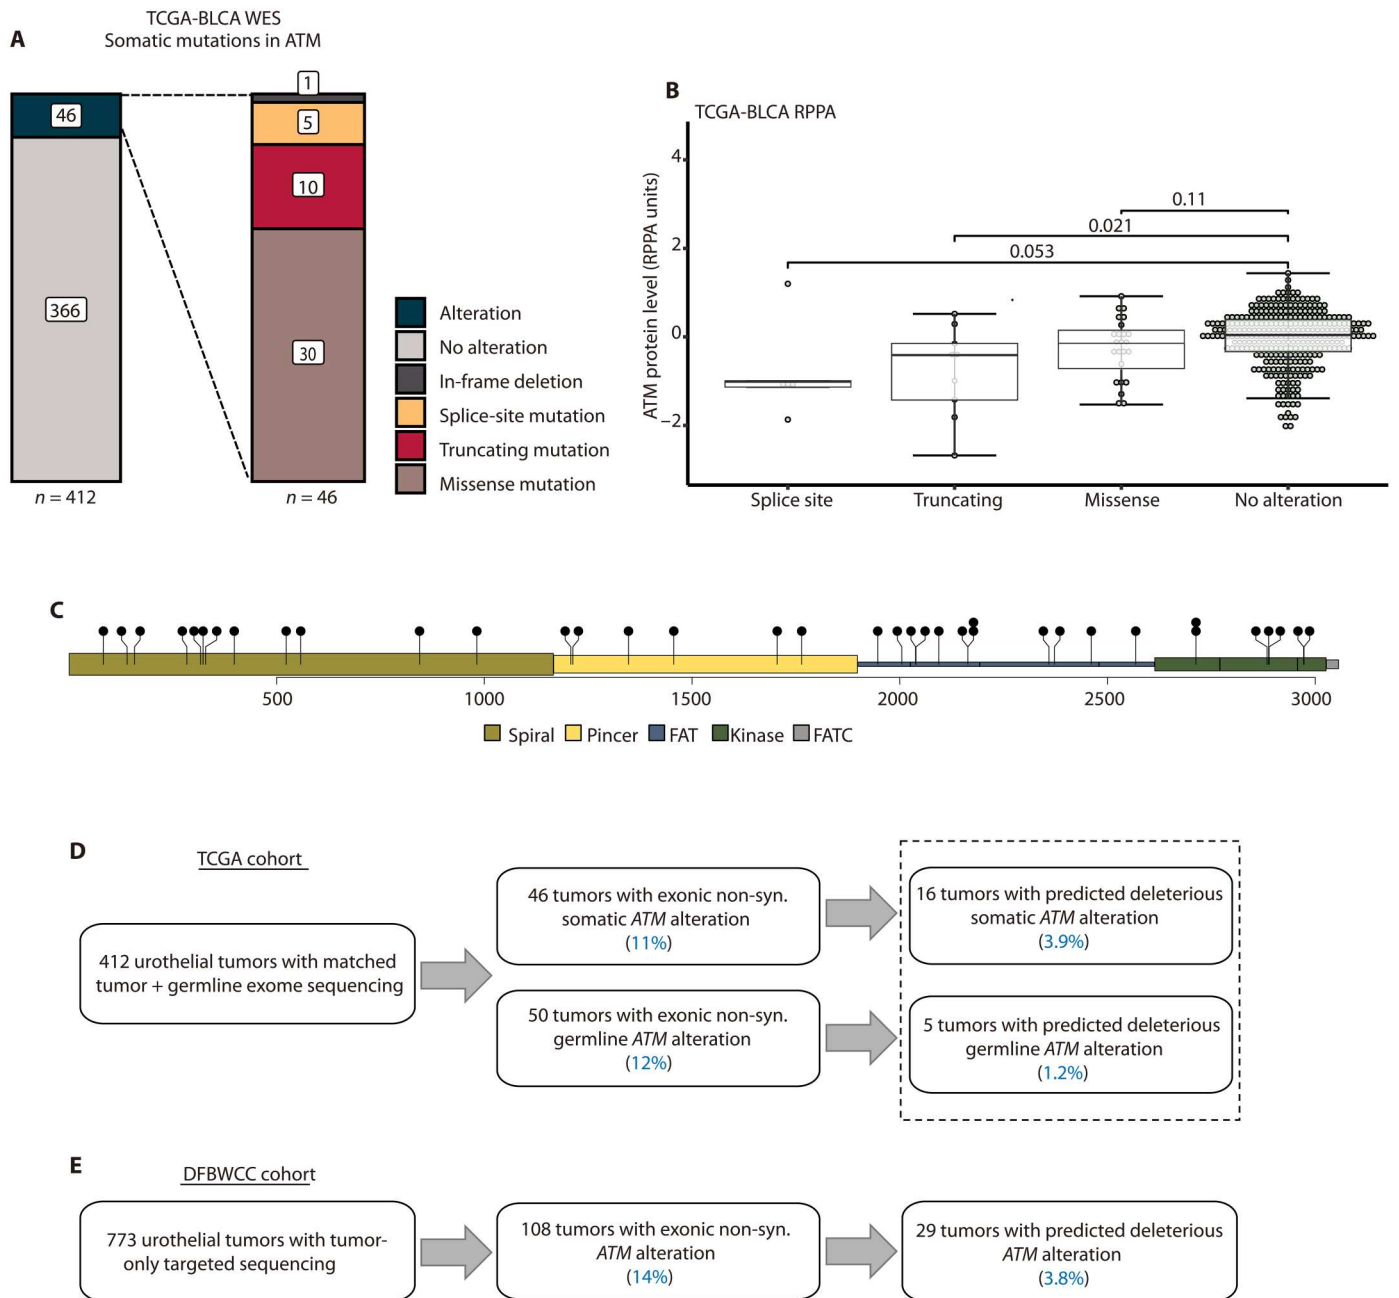 A
TCGA-BLCA WES
Somatic mutations in ATM
46
366
n = 412
1
5
10
30
n = 46
Alteration
No alteration
In-frame deletion
Splice-site mutation
Truncating mutation
Missense mutation
B
TCGA-BLCA RPPA
ATM protein level (RPPA units)
4
2
0
−2
0.11
0.021
0.053
Splice site
Truncating
Missense
No alteration
C
500
1000
1500
2000
2500
3000
Spiral
Pincer
FAT
Kinase
FATC
D
TCGA cohort
412 urothelial tumors with matched
tumor + germline exome sequencing
46 tumors with exonic non-syn.
somatic ATM alteration
(11%)
16 tumors with predicted deleterious
somatic ATM alteration
(3.9%)
50 tumors with exonic non-syn.
germline ATM alteration
(12%)
5 tumors with predicted deleterious
germline ATM alteration
(1.2%)
E
DFBWCC cohort
773 urothelial tumors with tumor-
only targeted sequencing
108 tumors with exonic non-syn.
ATM alteration
(14%)
29 tumors with predicted deleterious
ATM alteration
(3.8%)